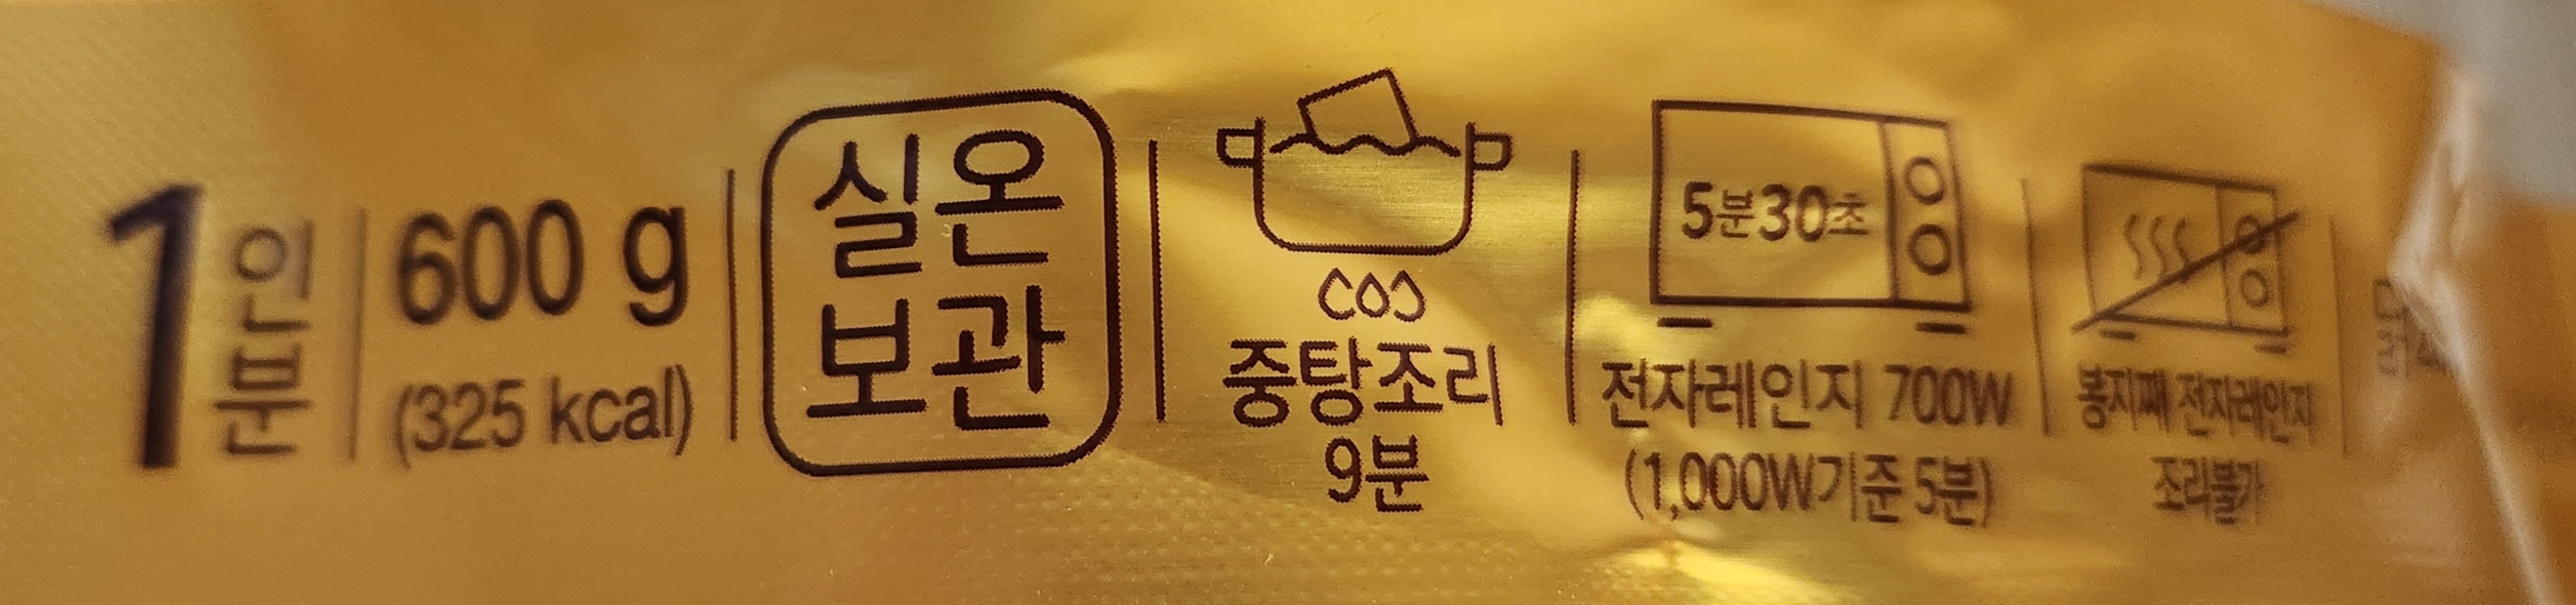 1인분
600 g
(325 kcal)
실온
보관
중탕조리
9분
5분30초
전자레인지 700W
(1,000W기준 5분)
봉지째 전자레인지
조리불가